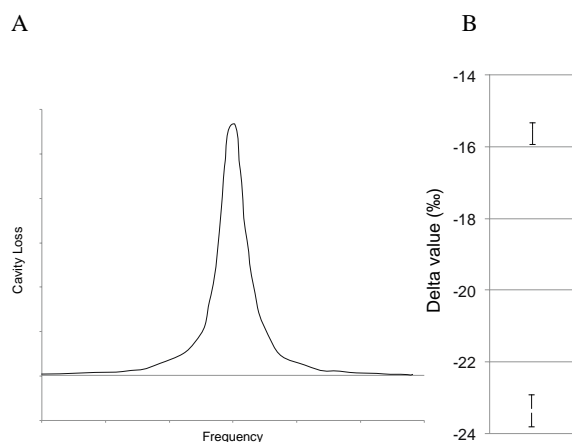 A
B
Cavity Loss
Frequency
Delta value (‰)
-14
-16
-18
-20
-22
-24